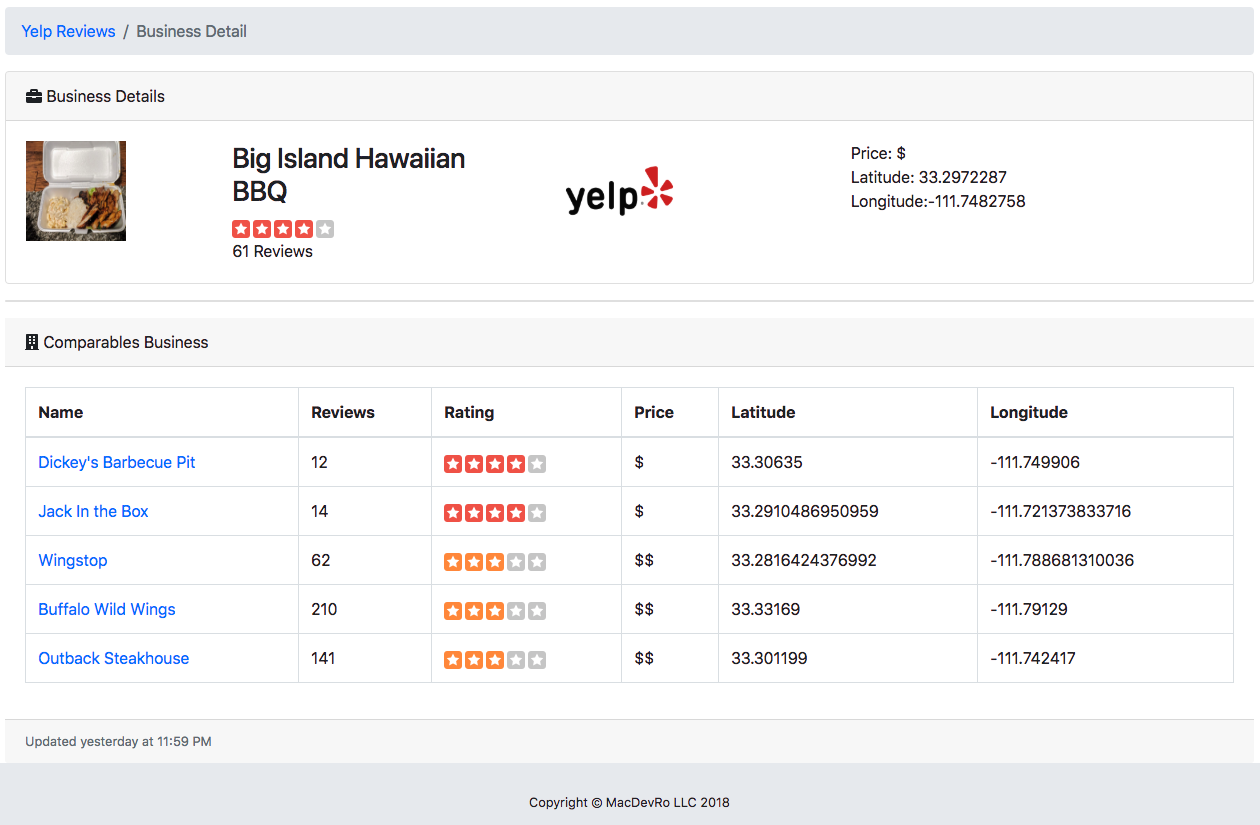 Yelp Reviews / Business Detail
Business Details
Big Island Hawaiian
BBQ
61 Reviews
yelp
Price: $
Latitude: 33.2972287
Longitude:-111.7482758
Comparables Business
Name Reviews Rating Price Latitude Longitude
Dickey's Barbecue Pit 12 $ 33.30635 -111.749906
Jack In the Box 14 $ 33.2910486950959 -111.721373833716
Wingstop 62 $$ 33.2816424376992 -111.788681310036
Buffalo Wild Wings 210 $$ 33.33169 -111.79129
Outback Steakhouse 141 $$ 33.301199 -111.742417
Updated yesterday at 11:59 PM
Copyright © MacDevRo LLC 2018